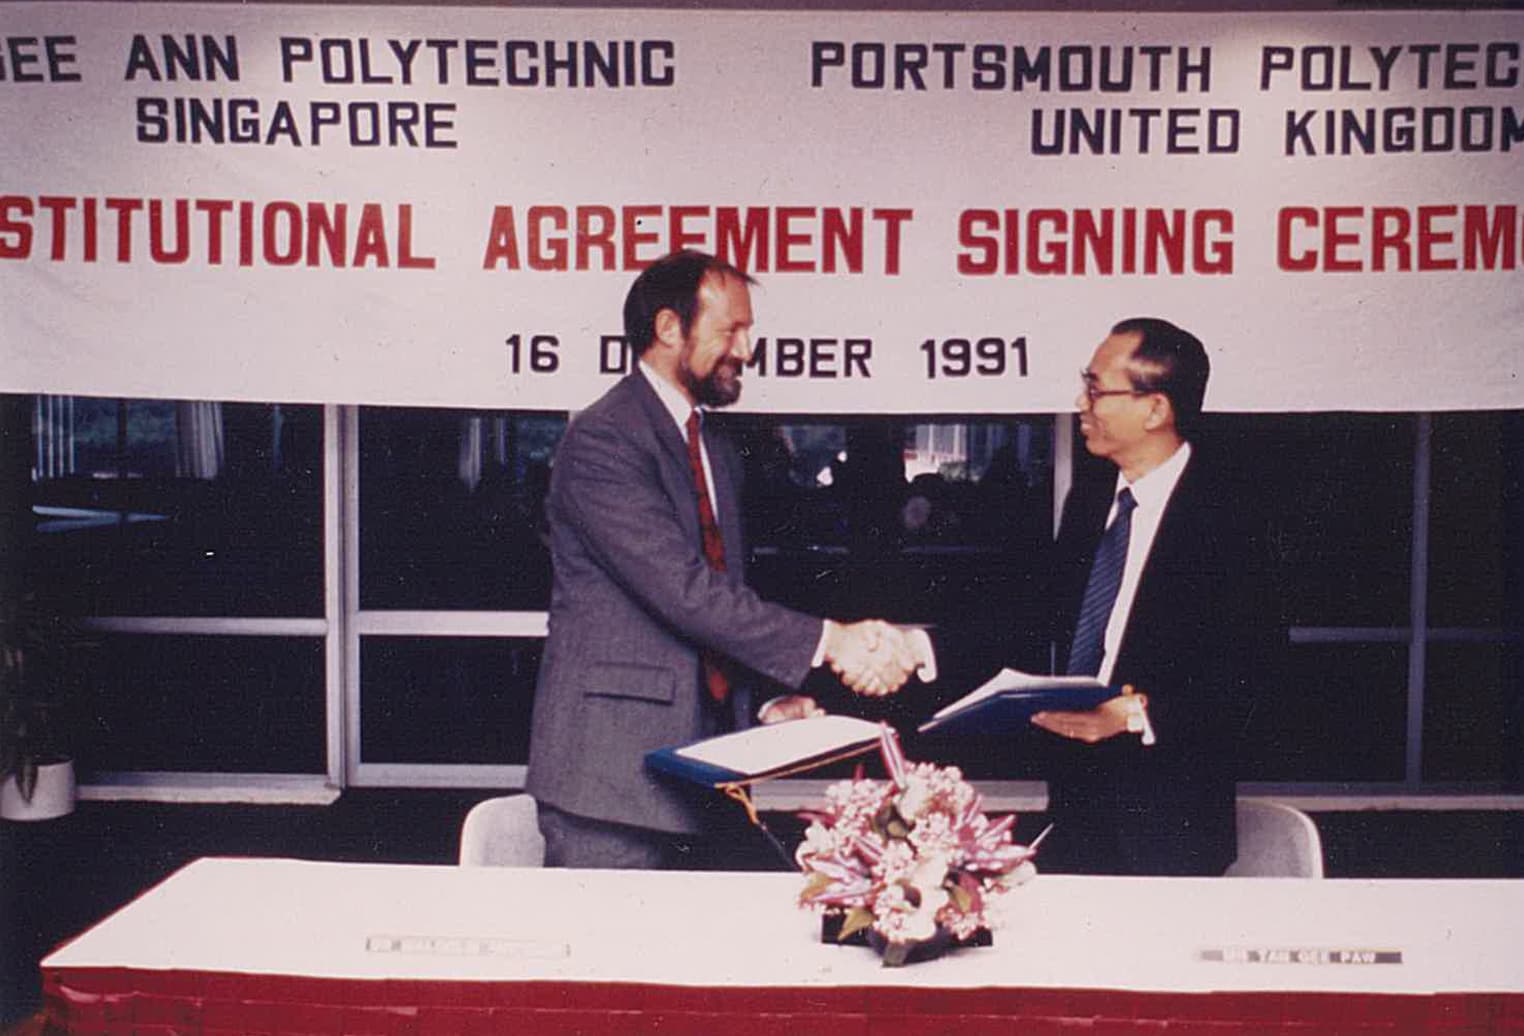 GEE ANN POLYTECHNIC PORTSMOUTH POLYTEC
SINGAPORE UNITED KINGDOM
STITUTIONAL AGREEMENT SIGNING CEREM
16 D MBER 1991
MR TAN GEE PAW